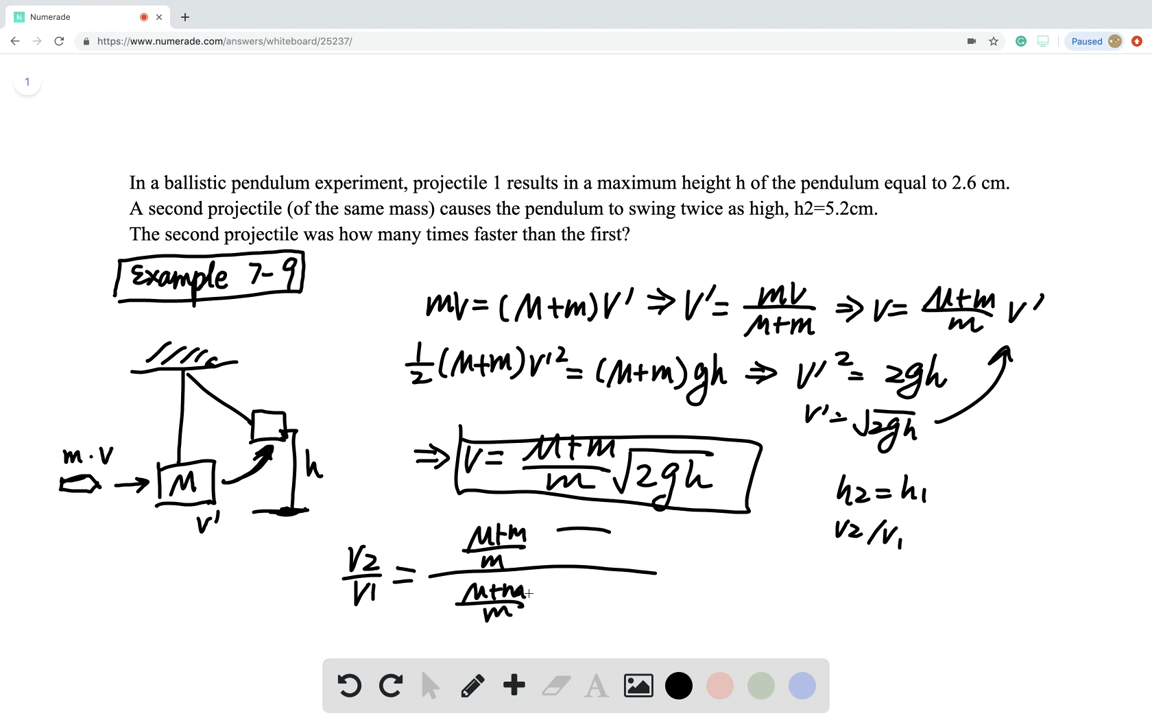 Numerade
https://www.numerade.com/answers/whiteboard/25237/
Paused
1
In a ballistic pendulum experiment, projectile 1 results in a maximum height h of the pendulum equal to 2.6 cm.
A second projectile (of the same mass) causes the pendulum to swing twice as high, h2=5.2cm.
The second projectile was how many times faster than the first?
Example 7-9
mv = (M+m)v' ⇒ v' = mv/M+m ⇒ v = M+m/m v'
1/2 (M+m)v'² = (M+m)gh ⇒ v'² = 2gh
v' = √2gh
⇒ v = M+m/m √2gh
h2 = h1
v2/v1
m · v
M
h
v'
v2/v1 = M+m/m / M+m/m
A